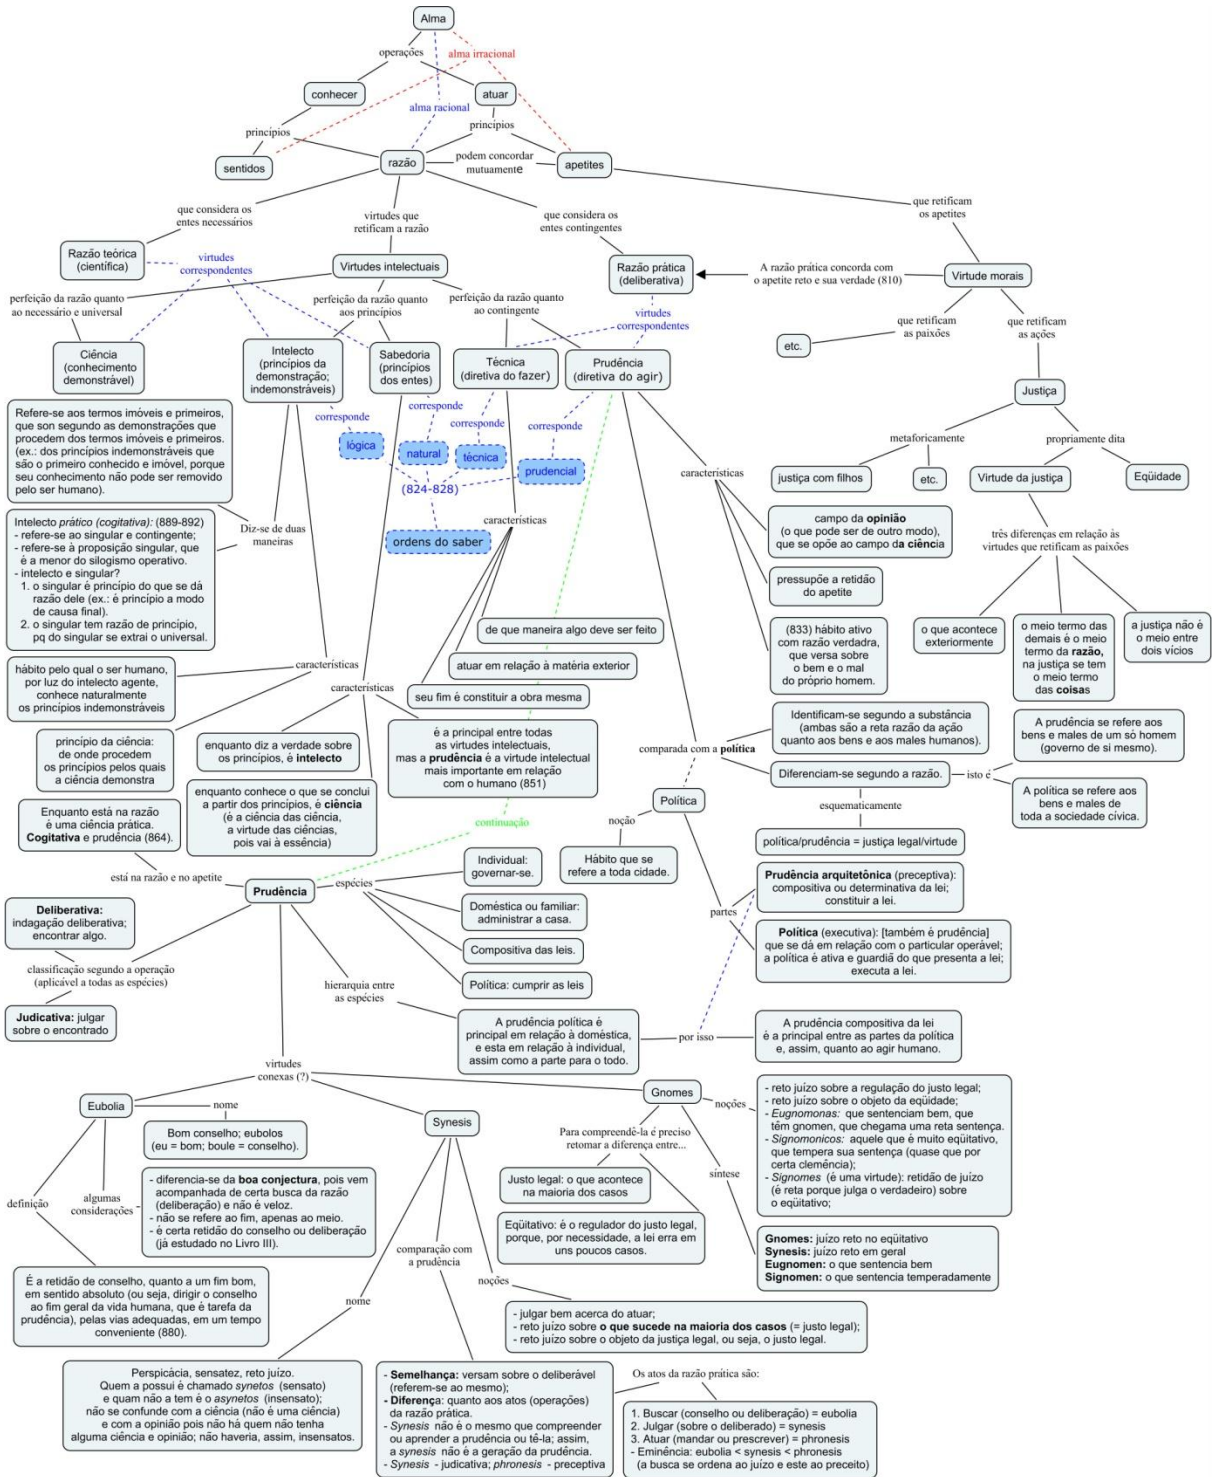 Alma
operações
alma irracional
conhecer
atuar
alma racional
princípios
princípios
sentidos
razão
podem concordar
mutuamente
apetites
que considera os
entes necessários
virtudes que
retificam a razão
que considera os
entes contingentes
que retificam
os apetites
Razão teórica
(científica)
virtudes
correspondentes
Virtudes intelectuais
Razão prática
(deliberativa)
A razão prática concorda com
o apetite reto e sua verdade (810)
Virtude morais
perfeição da razão quanto
ao necessário e universal
perfeição da razão quanto
aos princípios
perfeição da razão quanto
ao contingente
virtudes
correspondentes
que retificam
as paixões
que retificam
as ações
etc.
Ciência
(conhecimento
demonstrável)
Intelecto
(princípios da
demonstração;
indemonstráveis)
Sabedoria
(princípios
dos entes)
Técnica
(diretiva do fazer)
Prudência
(diretiva do agir)
Justiça
Refere-se aos termos imóveis e primeiros,
que son segundo as demonstrações que
procedem dos termos imóveis e primeiros.
(ex.: dos princípios indemonstráveis que
são o primeiro conhecido e imóvel, porque
seu conhecimento não pode ser removido
pelo ser humano).
corresponde
corresponde
corresponde
corresponde
lógica
natural
técnica
prudencial
(824-828)
ordens do saber
metaforicamente
propriamente dita
justiça com filhos
etc.
Virtude da justiça
Eqüidade
características
Intelecto prático (cogitativa): (889-892)
- refere-se ao singular e contingente;
- refere-se à proposição singular, que
é a menor do silogismo operativo.
- intelecto e singular?
1. o singular é princípio do que se dá
razão dele (ex.: é princípio a modo
de causa final).
2. o singular tem razão de princípio,
pq do singular se extrai o universal.
Diz-se de duas
maneiras
características
campo da opinião
(o que pode ser de outro modo),
que se opõe ao campo da ciência
três diferenças em relação às
virtudes que retificam as paixões
pressupõe a retidão
do apetite
de que maneira algo deve ser feito
(833) hábito ativo
com razão verdadra,
que versa sobre
o bem e o mal
do próprio homem.
o que acontece
exteriormente
o meio termo das
demais é o meio
termo da razão,
na justiça se tem
o meio termo
das coisas
a justiça não é
o meio entre
dois vícios
atuar em relação à matéria exterior
seu fim é constituir a obra mesma
hábito pelo qual o ser humano,
por luz do intelecto agente,
conhece naturalmente
os princípios indemonstráveis
características
características
princípio da ciência:
de onde procedem
os princípios pelos quais
a ciência demonstra
enquanto diz a verdade sobre
os princípios, é intelecto
é a principal entre todas
as virtudes intelectuais,
mas a prudência é a virtude intelectual
mais importante em relação
com o humano (851)
comparada com a política
Identificam-se segundo a substância
(ambas são a reta razão da ação
quanto aos bens e aos males humanos).
Diferenciam-se segundo a razão.
isto é
A prudência se refere aos
bens e males de um só homem
(governo de si mesmo).
A política se refere aos
bens e males de
toda a sociedade cívica.
enquanto conhece o que se conclui
a partir dos princípios, é ciência
(é a ciência das ciência,
a virtude das ciências,
pois vai à essência)
Política
esquematicamente
política/prudência = justiça legal/virtude
noção
Hábito que se
refere a toda cidade.
Enquanto está na razão
é uma ciência prática.
Cogitativa e prudência (864).
continuação
está na razão e no apetite
Prudência
espécies
Individual:
governar-se.
Doméstica ou familiar:
administrar a casa.
Compositiva das leis.
Política: cumprir as leis
partes
Prudência arquitetônica (preceptiva):
compositiva ou determinativa da lei;
constituir a lei.
Política (executiva): [também é prudência]
que se dá em relação com o particular operável;
a política é ativa e guardiã do que presenta a lei;
executa a lei.
Deliberativa:
indagação deliberativa;
encontrar algo.
classificação segundo a operação
(aplicável a todas as espécies)
Judicativa: julgar
sobre o encontrado
hierarquia entre
as espécies
A prudência política é
principal em relação à doméstica,
e esta em relação à individual,
assim como a parte para o todo.
por isso
A prudência compositiva da lei
é a principal entre as partes da política
e, assim, quanto ao agir humano.
virtudes
conexas (?)
Eubolia
nome
Bom conselho; eubolos
(eu = bom; boule = conselho).
Synesis
Gnomes
noções
- reto juízo sobre a regulação do justo legal;
- reto juízo sobre o objeto da eqüidade;
- Eugnomonas: que sentenciam bem, que
têm gnomen, que chegama uma reta sentença.
- Signomonicos: aquele que é muito eqüitativo,
que tempera sua sentença (quase que por
certa clemência);
- Signomes (é uma virtude): retidão de juízo
(é reta porque julga o verdadeiro) sobre
o eqüitativo;
Para compreendê-la é preciso
retomar a diferença entre...
síntese
Justo legal: o que acontece
na maioria dos casos
Eqüitativo: é o regulador do justo legal,
porque, por necessidade, a lei erra em
uns poucos casos.
Gnomes: juízo reto no eqüitativo
Synesis: juízo reto em geral
Eugnomen: o que sentencia bem
Signomen: o que sentencia temperadamente
definição
algumas
considerações
- diferencia-se da boa conjectura, pois vem
acompanhada de certa busca da razão
(deliberação) e não é veloz.
- não se refere ao fim, apenas ao meio.
- é certa retidão do conselho ou deliberação
(já estudado no Livro III).
É a retidão de conselho, quanto a um fim bom,
em sentido absoluto (ou seja, dirigir o conselho
ao fim geral da vida humana, que é tarefa da
prudência), pelas vias adequadas, em um tempo
conveniente (880).
comparação com
a prudência
nome
noções
- julgar bem acerca do atuar;
- reto juízo sobre o que sucede na maioria dos casos (= justo legal);
- reto juízo sobre o objeto da justiça legal, ou seja, o justo legal.
Perspicácia, sensatez, reto juízo.
Quem a possui é chamado synetos (sensato)
e quam não a tem é o asynetos (insensato);
não se confunde com a ciência (não é uma ciência)
e com a opinião pois não há quem não tenha
alguma ciência e opinião; não haveria, assim, insensatos.
- Semelhança: versam sobre o deliberável
(referem-se ao mesmo);
- Diferença: quanto aos atos (operações)
da razão prática.
- Synesis não é o mesmo que compreender
ou aprender a prudência ou tê-la; assim,
a synesis não é a geração da prudência.
- Synesis - judicativa; phronesis - preceptiva
Os atos da razão prática são:
1. Buscar (conselho ou deliberação) = eubolia
2. Julgar (sobre o deliberado) = synesis
3. Atuar (mandar ou prescrever) = phronesis
- Eminência: eubolia < synesis < phronesis
(a busca se ordena ao juízo e este ao preceito)